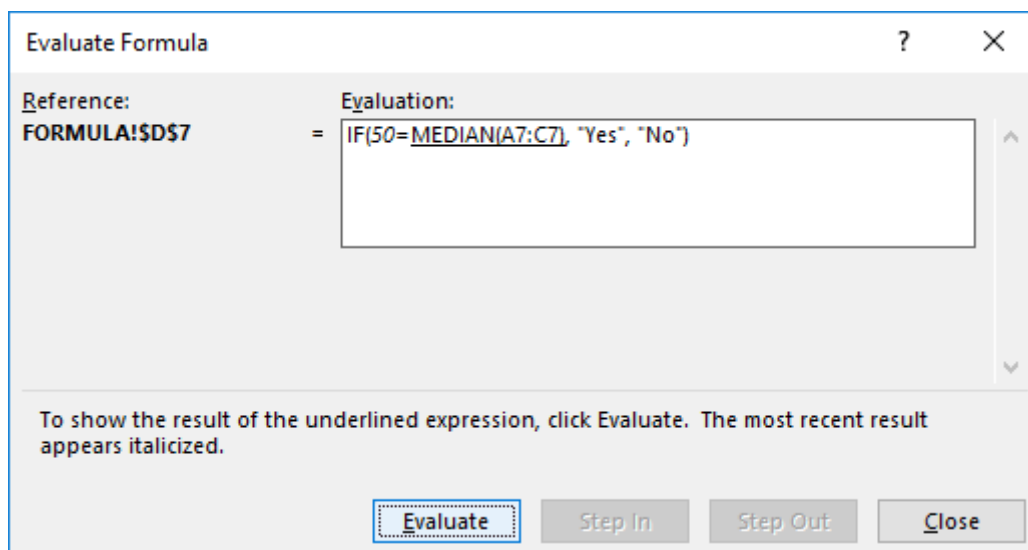 Evaluate Formula ? ×
Reference: Evaluation:
FORMULA!$D$7 = IF(50=MEDIAN(A7:C7), "Yes", "No")
To show the result of the underlined expression, click Evaluate. The most recent result
appears italicized.
Evaluate Step In Step Out Close